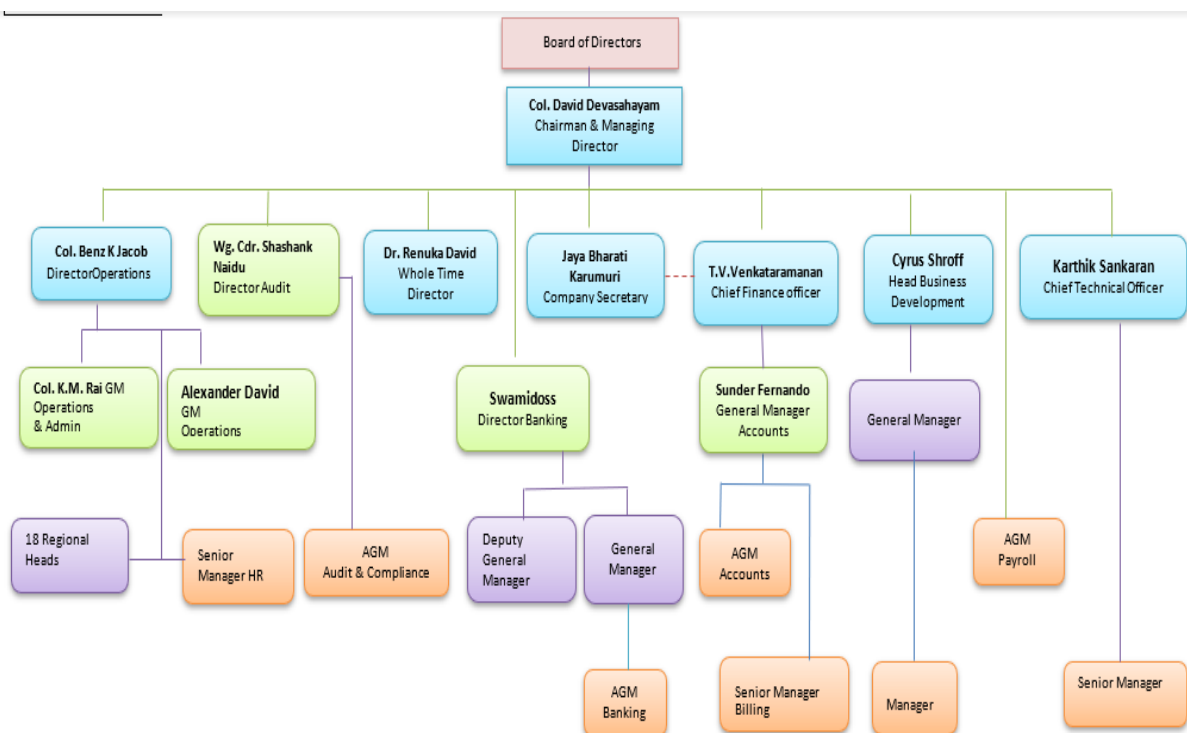 Board of Directors
Col. David Devasahayam
Chairman & Managing
Director
Col. Benz K Jacob
DirectorOperations
Wg. Cdr. Shashank
Naidu
Director Audit
Dr. Renuka David
Whole Time
Director
Jaya Bharati
Karumuri
Company Secretary
T.V.Venkataramanan
Chief Finance officer
Cyrus Shroff
Head Business
Development
Karthik Sankaran
Chief Technical Officer
Col. K.M. Rai GM
Operations
& Admin
Alexander David
GM
Operations
Swamidoss
Director Banking
Sunder Fernando
General Manager
Accounts
General Manager
18 Regional
Heads
Senior
Manager HR
AGM
Audit & Compliance
Deputy
General
Manager
General
Manager
AGM
Accounts
AGM
Payroll
AGM
Banking
Senior Manager
Billing
Manager
Senior Manager